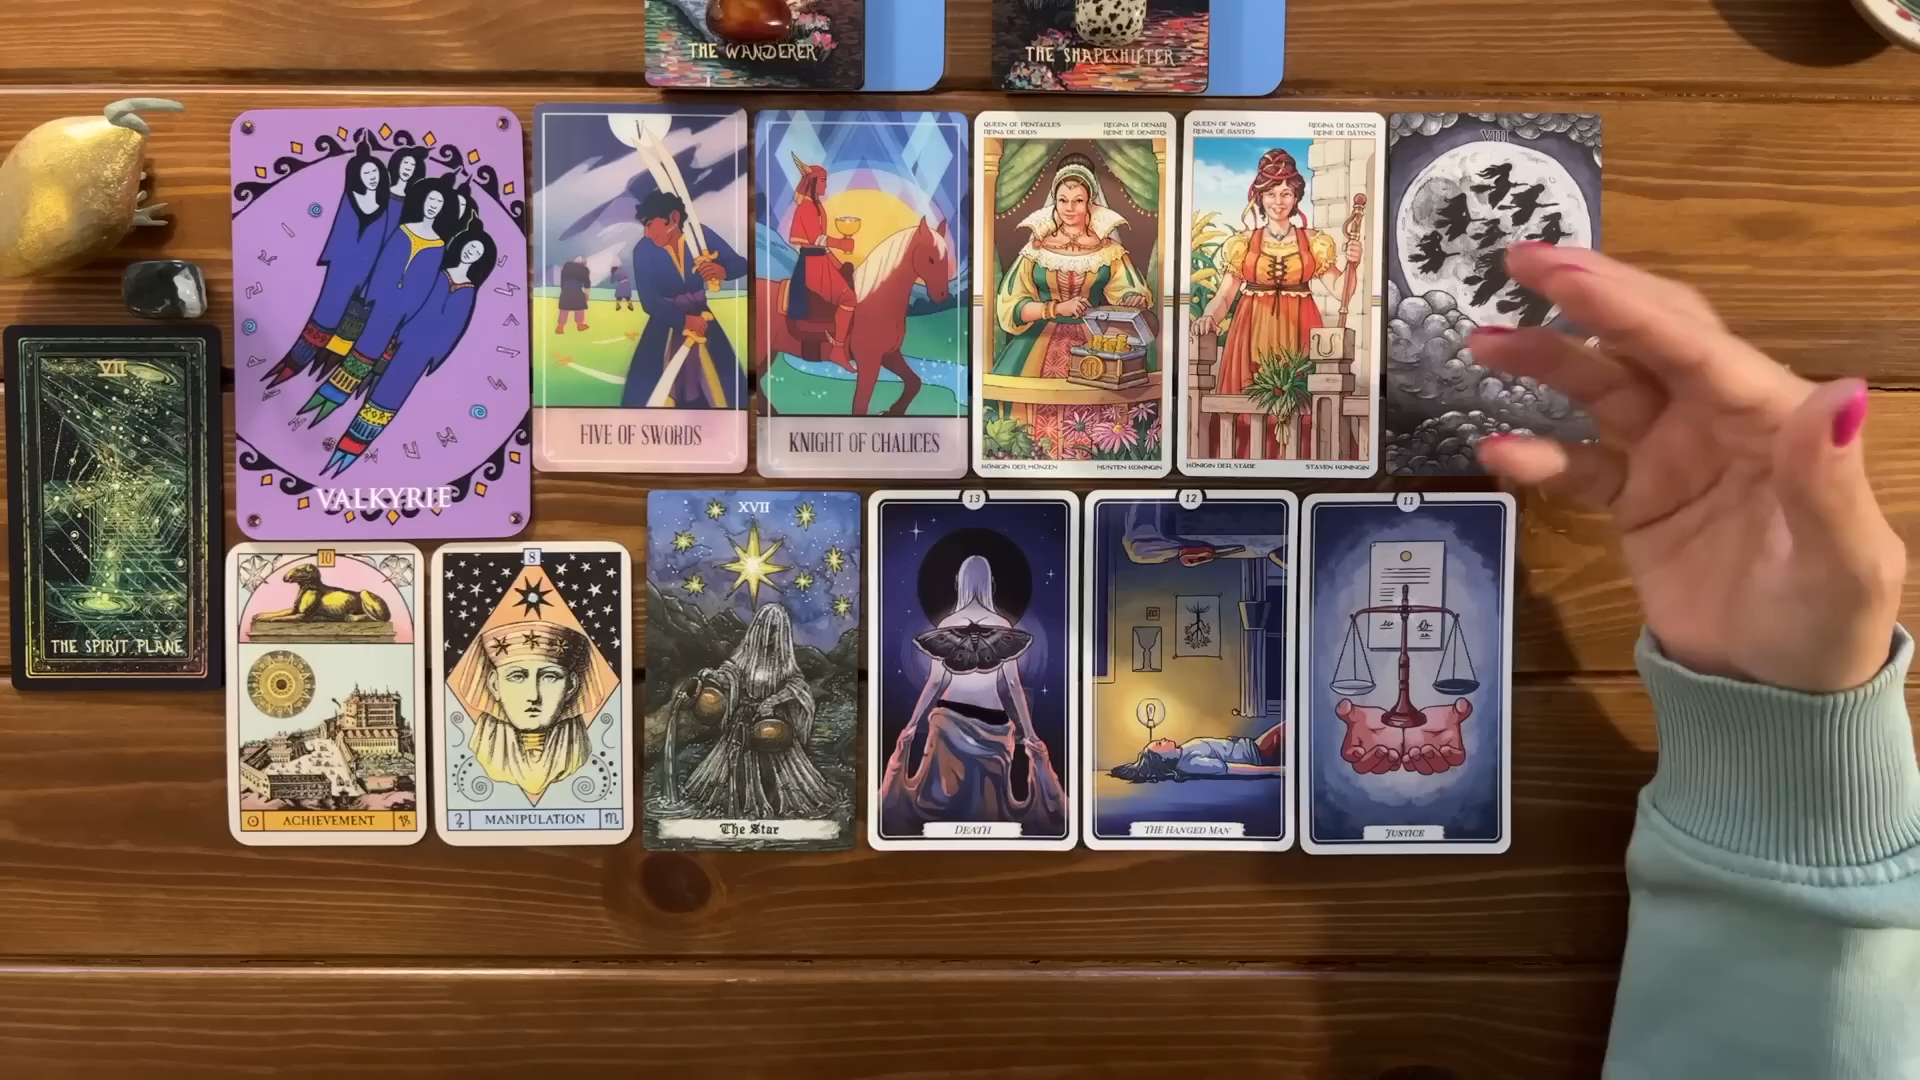 THE WANDERER
THE SHAPESHIFTER
VALKYRIE
FIVE OF SWORDS
KNIGHT OF CHALICES
QUEEN OF PENTACLES
REINA DE OROS
REGINA DI DENARI
REINE DE DENIERS
KÖNIGIN DER MÜNZEN
MUNTEN KONINGIN
QUEEN OF WANDS
REINA DE BASTOS
REGINA DI BASTONI
REINE DE BÂTONS
KÖNIGIN DER STÄBE
STAVEN KONINGIN
VIII
VII
THE SPIRIT PLANE
10
ACHIEVEMENT
8
MANIPULATION
XVII
The Star
13
DEATH
12
THE HANGED MAN
11
JUSTICE